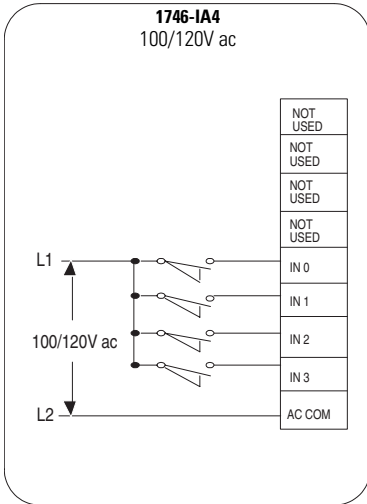 1746-IA4
100/120V ac
NOT
USED
NOT
USED
NOT
USED
NOT
USED
L1
IN 0
IN 1
100/120V ac
IN 2
IN 3
L2
AC COM